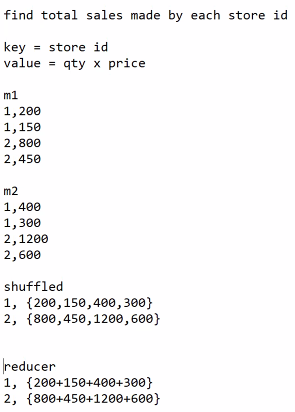 find total sales made by each store id
key = store id
value = qty x price
m1
1,200
1,150
2,800
2,450
m2
1,400
1,300
2,1200
2,600
shuffled
1, {200,150,400,300}
2, {800,450,1200,600}
reducer
1, {200+150+400+300}
2, {800+450+1200+600}